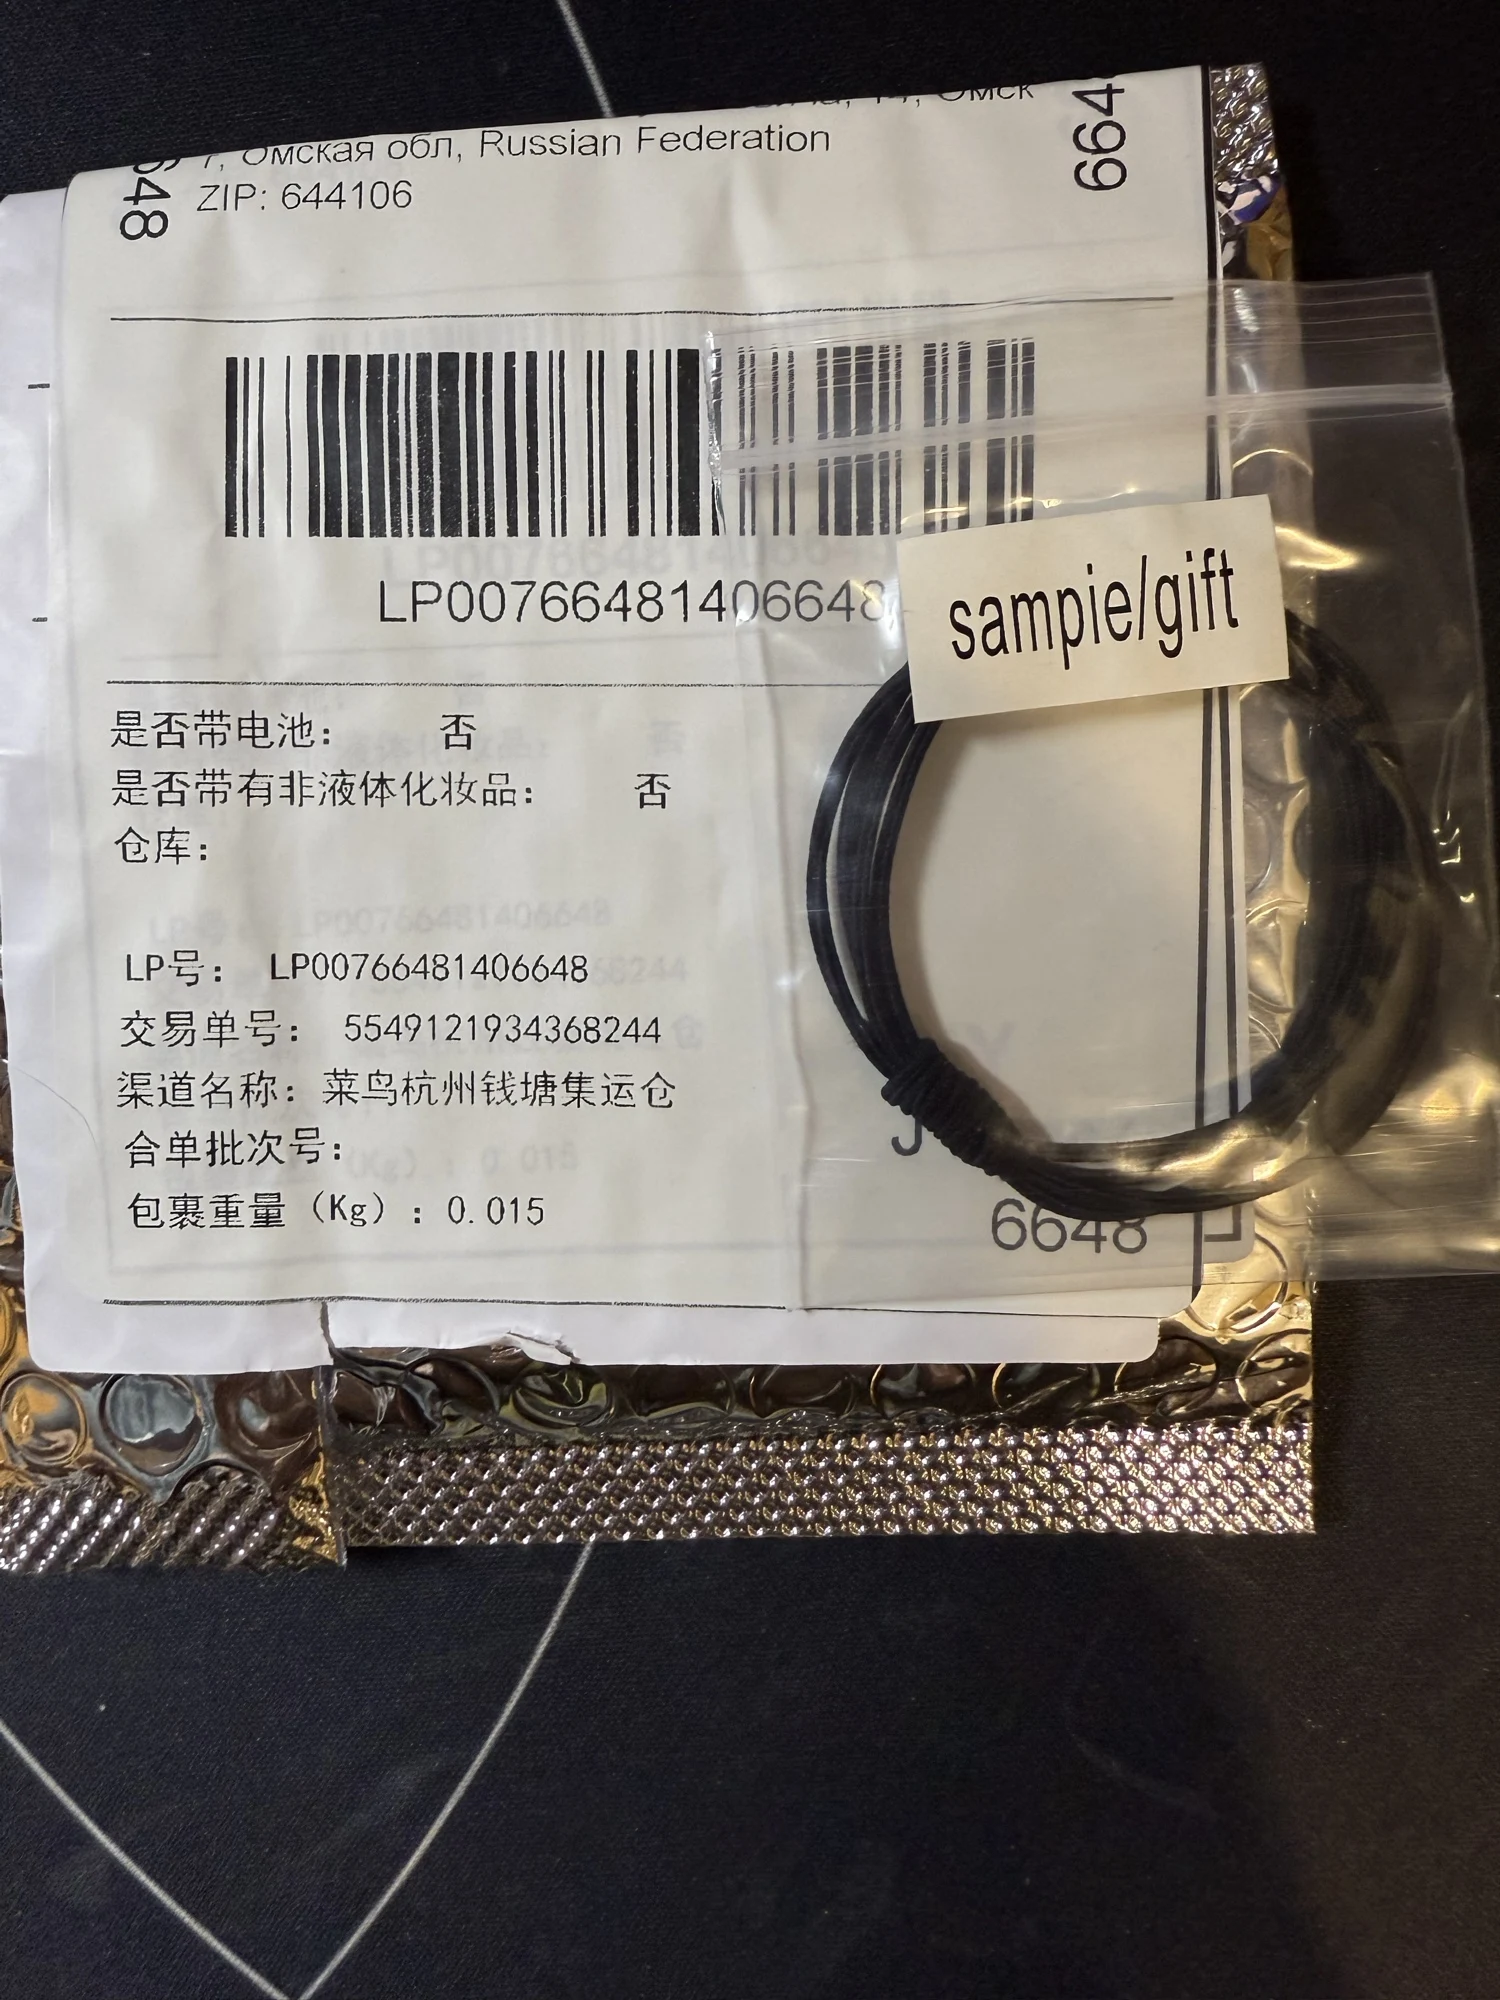 Омск
7, Омская обл, Russian Federation
ZIP: 644106
648
664
LP00766481406648
sampie/gift
是否带电池： 否
是否带有非液体化妆品： 否
仓库：
LP号： LP00766481406648
交易单号： 5549121934368244
渠道名称： 菜鸟杭州钱塘集运仓
合单批次号：
包裹重量（Kg）：0.015
J
6648